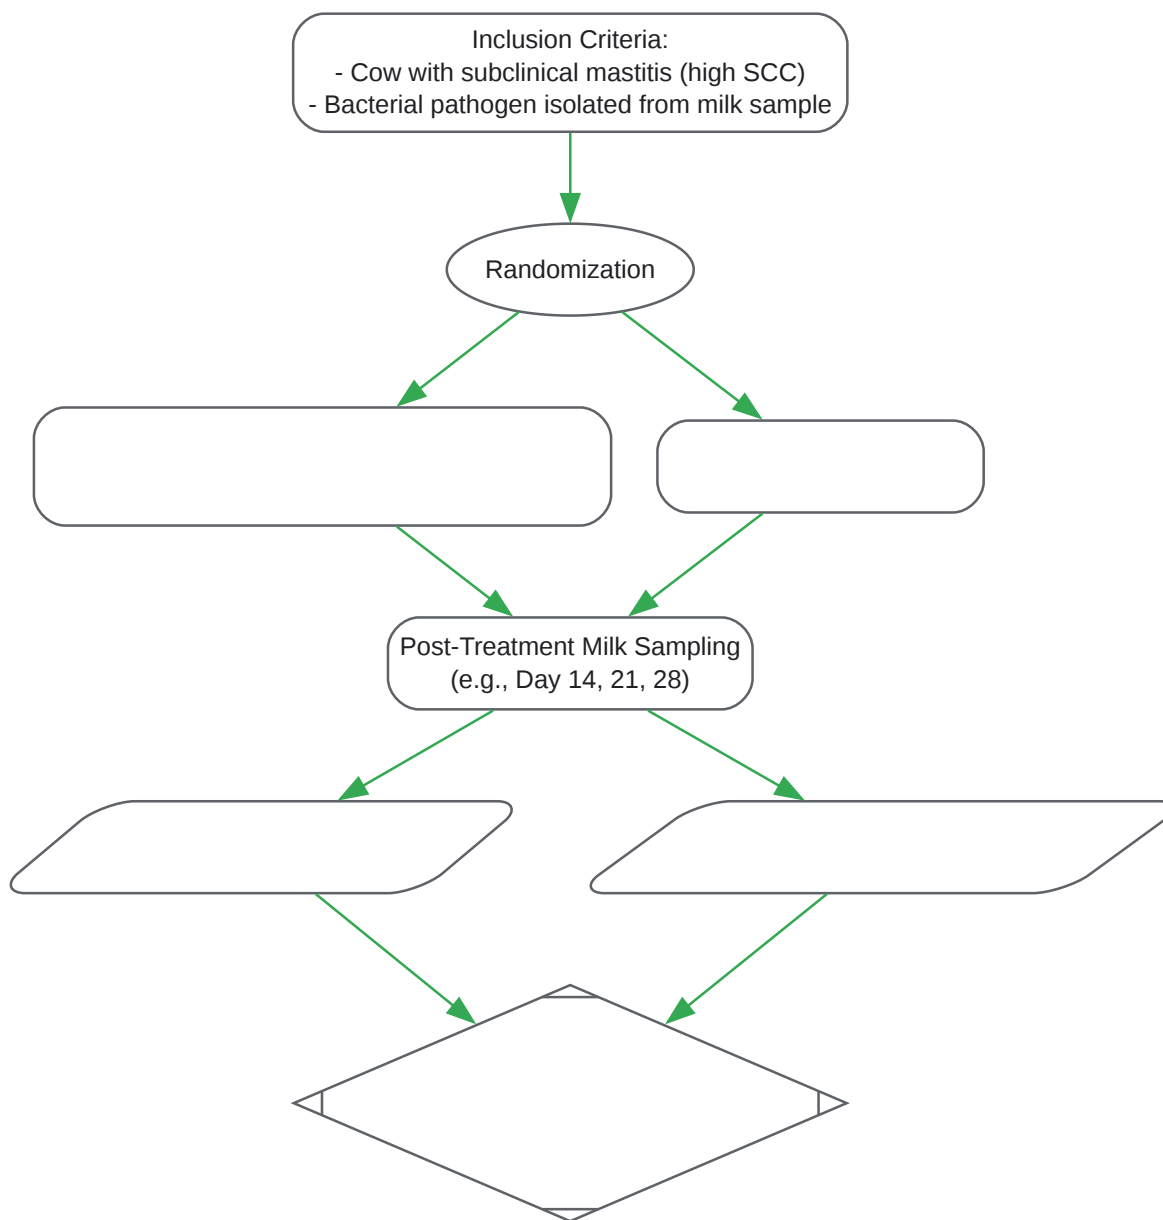 Inclusion Criteria:
- Cow with subclinical mastitis (high SCC)
- Bacterial pathogen isolated from milk sample
Randomization
Post-Treatment Milk Sampling
(e.g., Day 14, 21, 28)